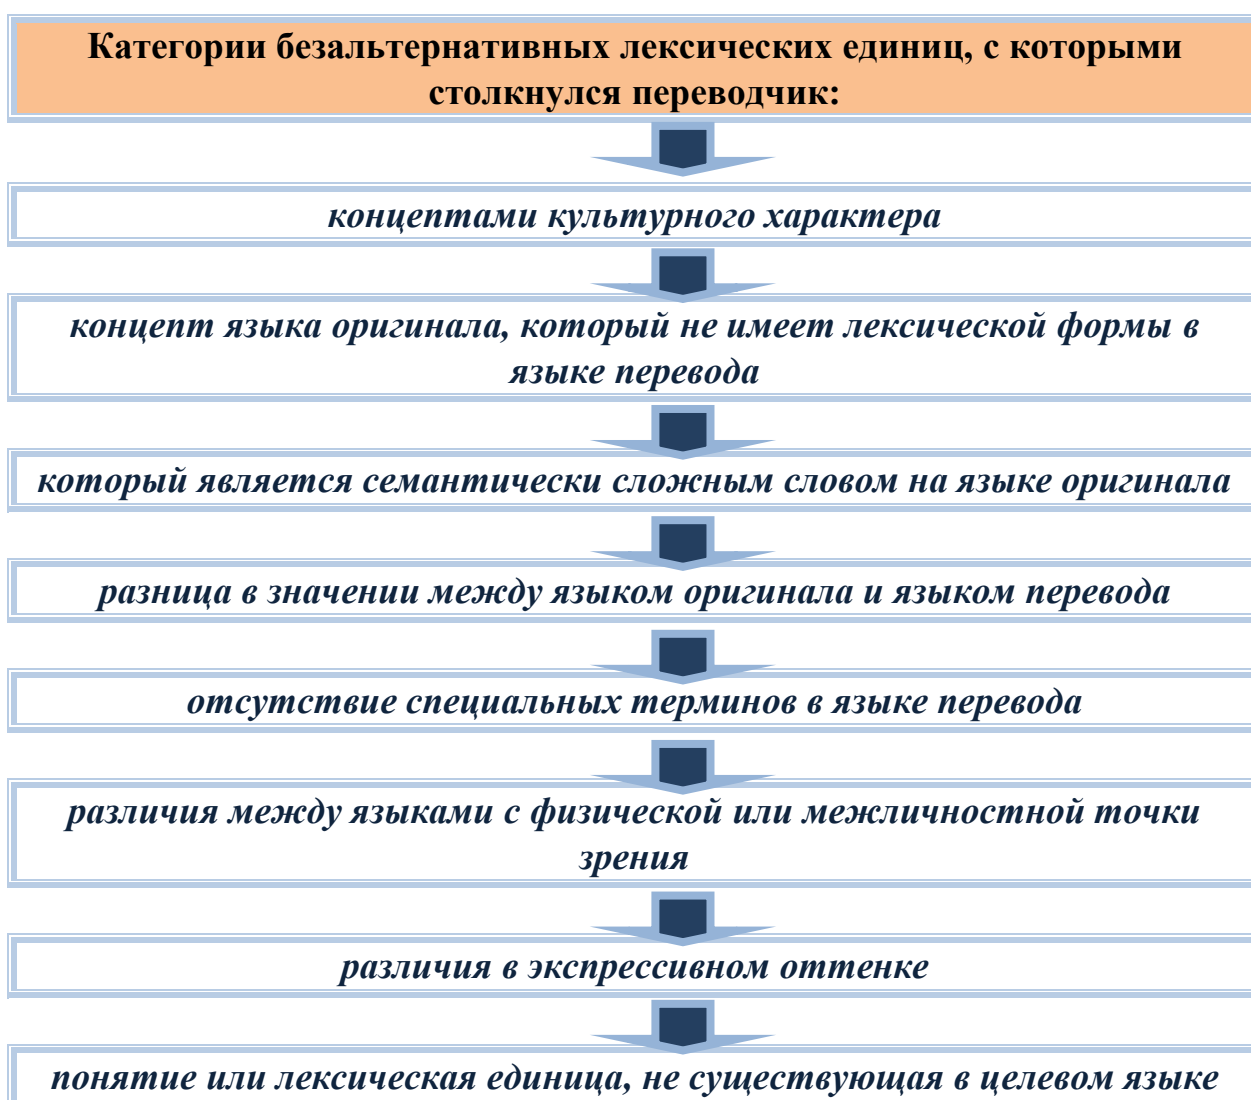 Категории безальтернативных лексических единиц, с которыми
столкнулся переводчик:
концептами культурного характера
концепт языка оригинала, который не имеет лексической формы в
языке перевода
который является семантически сложным словом на языке оригинала
разница в значении между языком оригинала и языком перевода
отсутствие специальных терминов в языке перевода
различия между языками с физической или межличностной точки
зрения
различия в экспрессивном оттенке
понятие или лексическая единица, не существующая в целевом языке